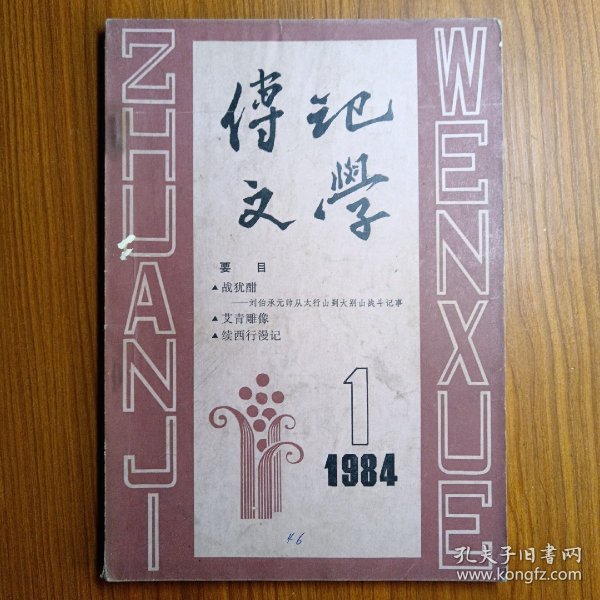 ZHUANJI
WENXUE
傳记
文學
要 目
▲战犹酣
——刘伯承元帅从太行山到大别山战斗记事
▲艾青雕像
▲续西行漫记
1
1984
46
孔夫子旧書网
www.kongfz.com